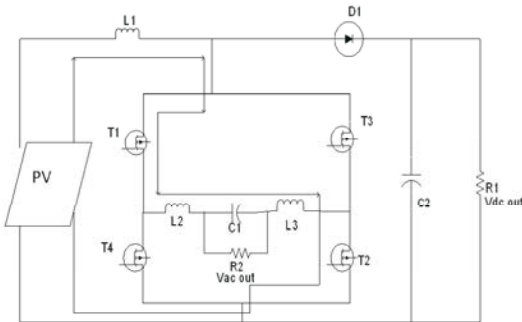 L1
D1
T1
T3
PV
L2
C1
L3
C2
R1
Vdc out
T4
R2
Vac out
T2